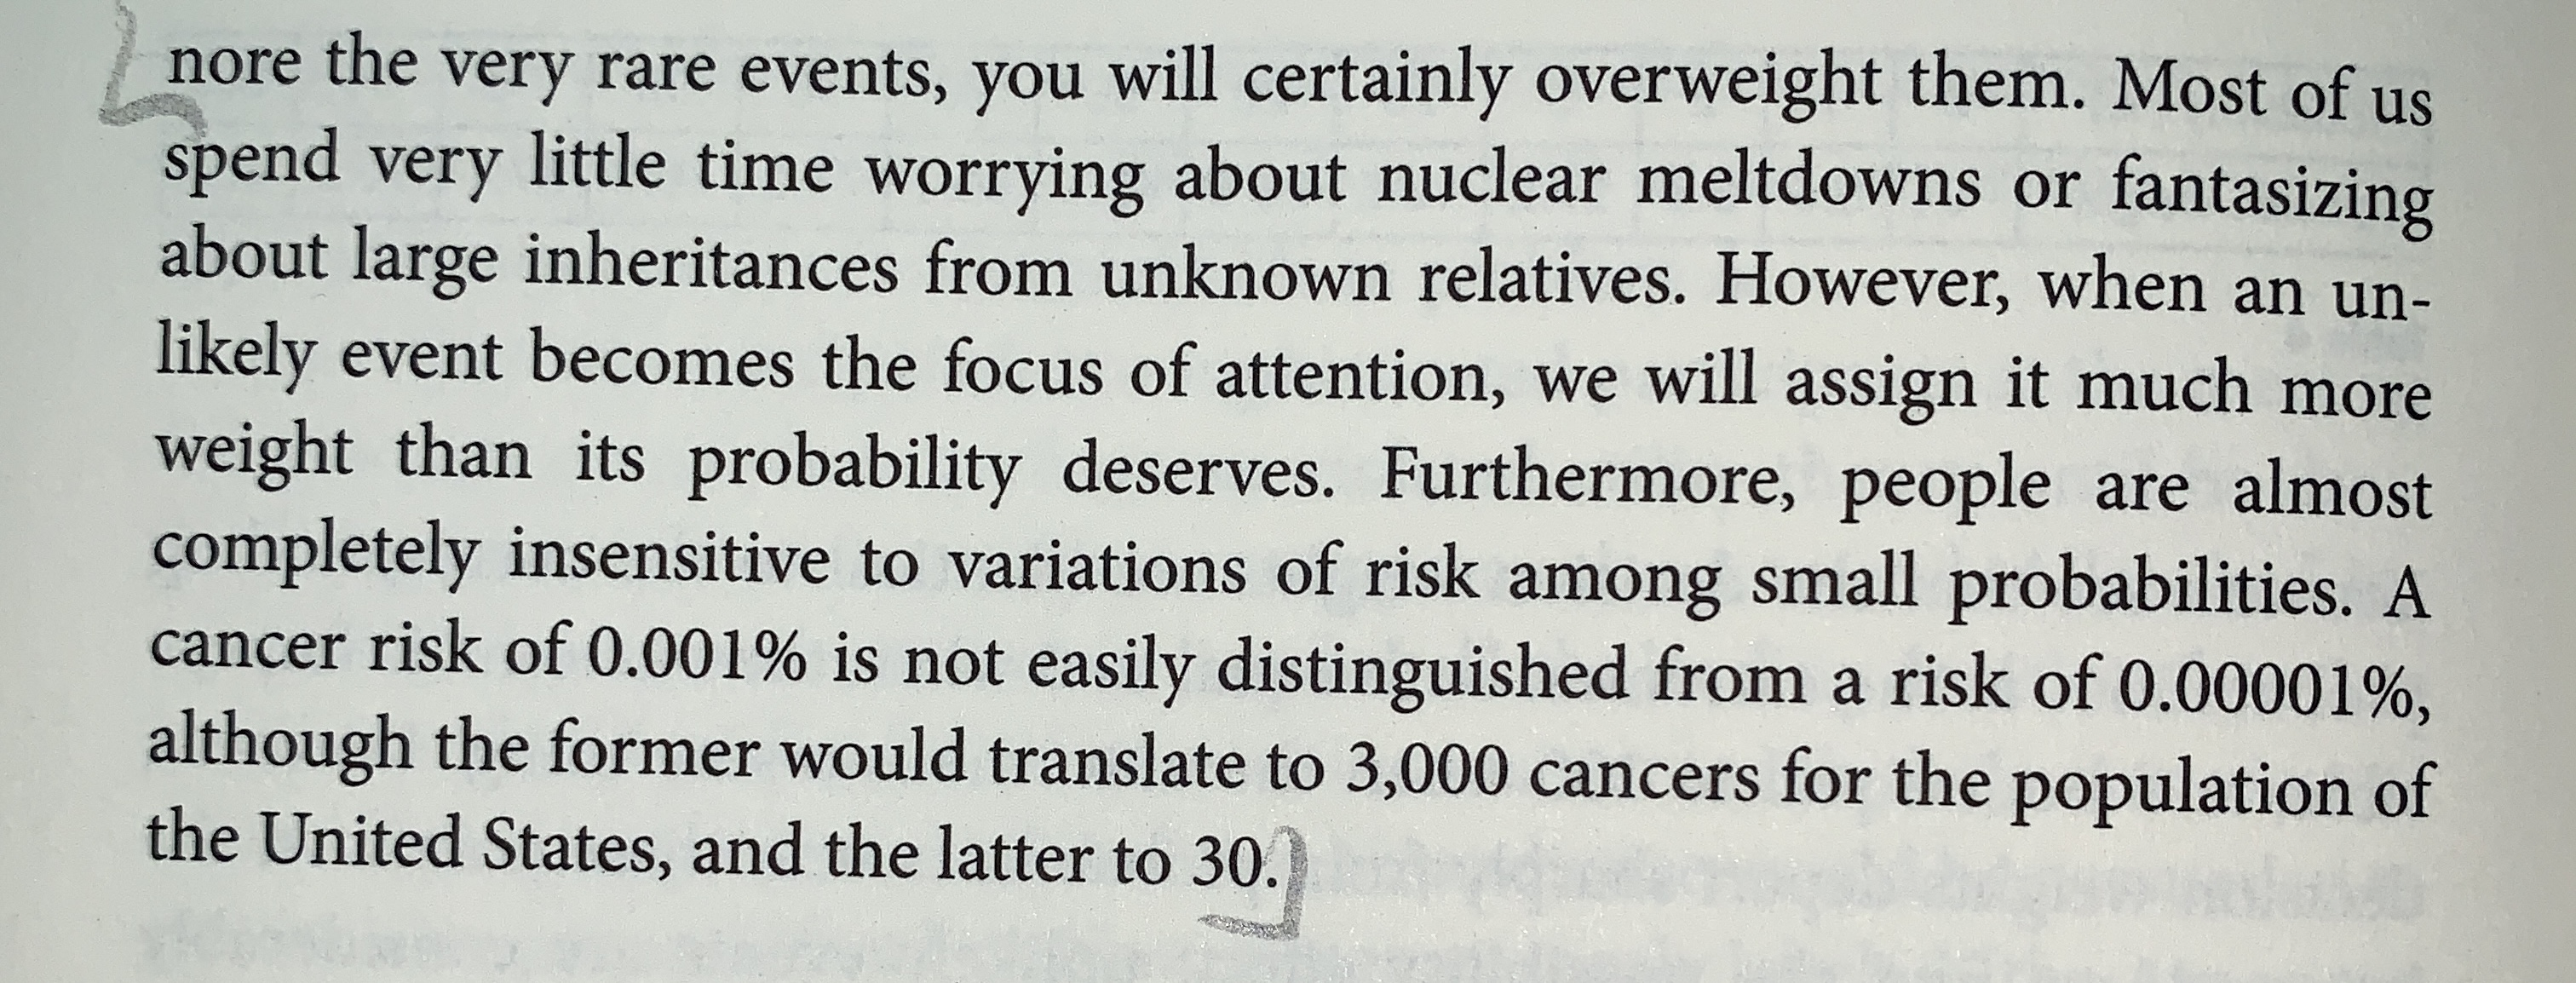 nore the very rare events, you will certainly overweight them. Most of us
spend very little time worrying about nuclear meltdowns or fantasizing
about large inheritances from unknown relatives. However, when an un-
likely event becomes the focus of attention, we will assign it much more
weight than its probability deserves. Furthermore, people are almost
completely insensitive to variations of risk among small probabilities. A
cancer risk of 0.001% is not easily distinguished from a risk of 0.00001%,
although the former would translate to 3,000 cancers for the population of
the United States, and the latter to 30.